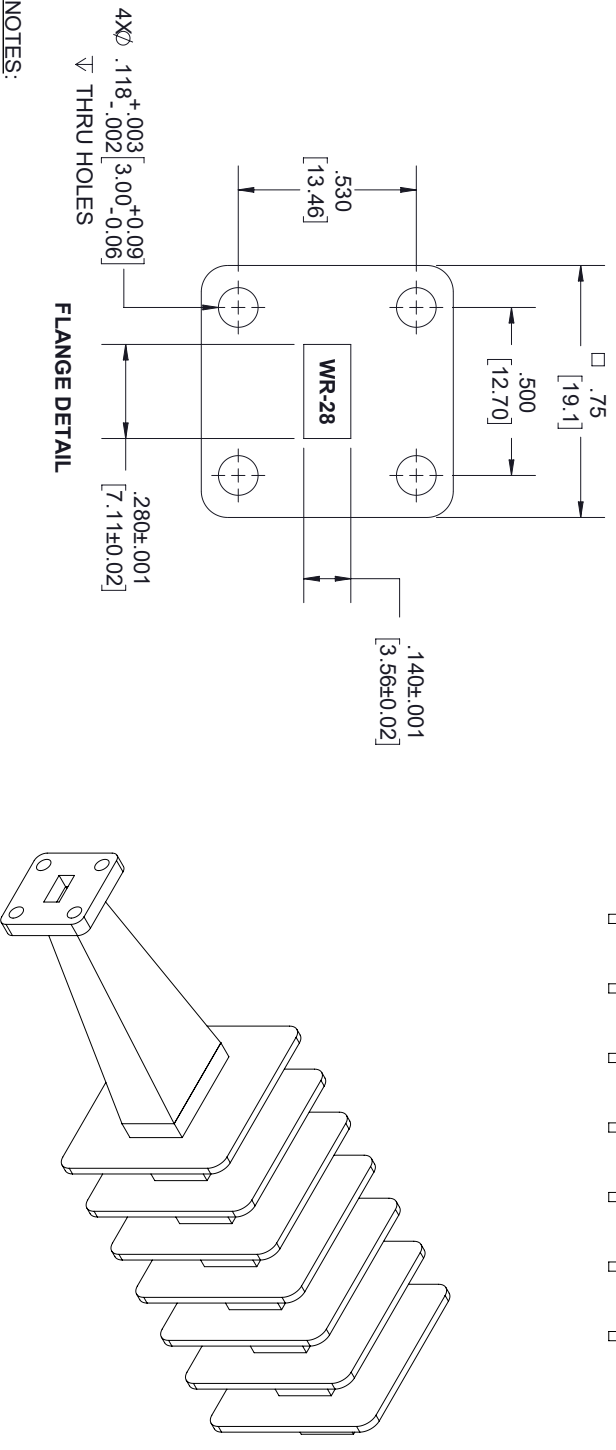 □ .75
[19.1]
.500
[12.70]
.530
[13.46]
WR-28
.140±.001
[3.56±0.02]
.280±.001
[7.11±0.02]
4X∅ .118+.003 -.002 [3.00+0.09 -0.06]
THRU HOLES
FLANGE DETAIL
NOTES: